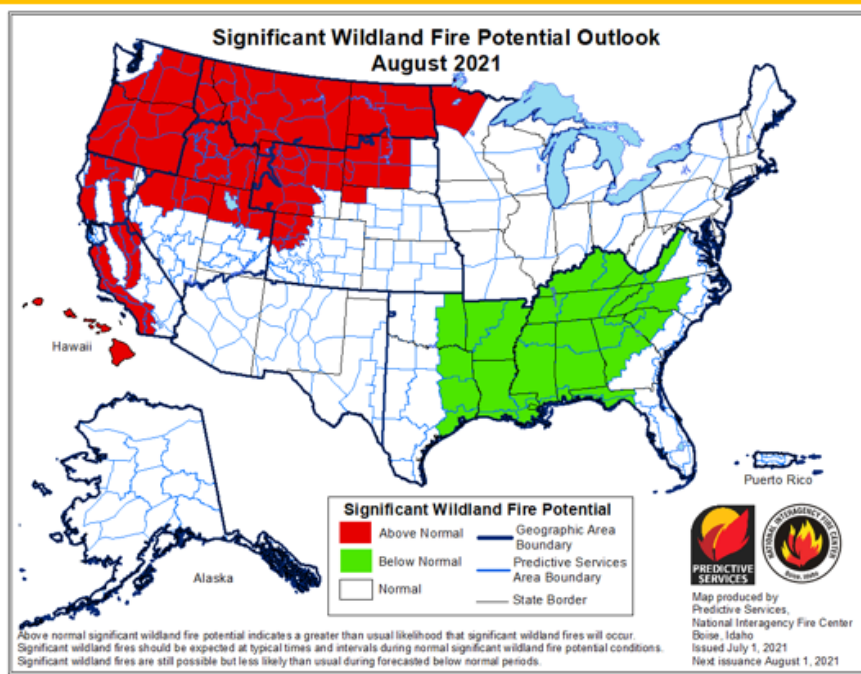 Significant Wildland Fire Potential Outlook
August 2021
Hawaii
Alaska
Puerto Rico
Significant Wildland Fire Potential
Above Normal
Below Normal
Normal
Geographic Area
Boundary
Predictive Services
Area Boundary
State Border
PREDICTIVE
SERVICES
NATIONAL INTERAGENCY FIRE CENTER
BOISE, IDAHO
Map produced by
Predictive Services,
National Interagency Fire Center
Boise, Idaho
Issued July 1, 2021
Next issuance August 1, 2021
Above normal significant wildland fire potential indicates a greater than usual likelihood that significant wildland fires will occur.
Significant wildland fires should be expected at typical times and intervals during normal significant wildland fire potential conditions.
Significant wildland fires are still possible but less likely than usual during forecasted below normal periods.